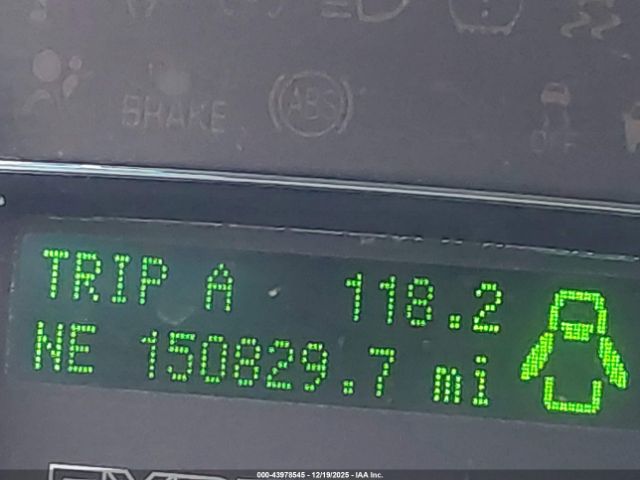 BRAKE
ABS
OFF
TRIP A 118.2
NE 150829.7 mi
000-43978545 - 12/19/2025 - IAA Inc.